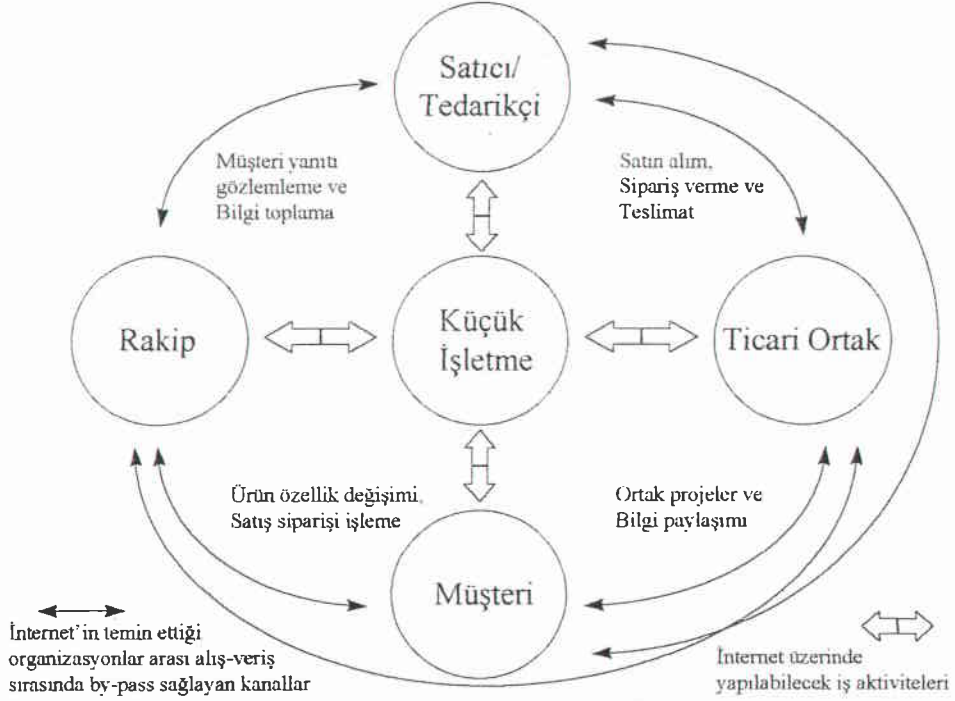 Satıcı/
Tedarikçi
Müşteri yanıtı
gözlemleme ve
Bilgi toplama
Satın alım,
Sipariş verme ve
Teslimat
Rakip
Küçük
İşletme
Ticari Ortak
Ürün özellik değişimi,
Satış siparişi işleme
Ortak projeler ve
Bilgi paylaşımı
Müşteri
İnternet'in temin ettiği
organizasyonlar arası alış-veriş
sırasında by-pass sağlayan kanallar
İnternet üzerinde
yapılabilecek iş aktiviteleri